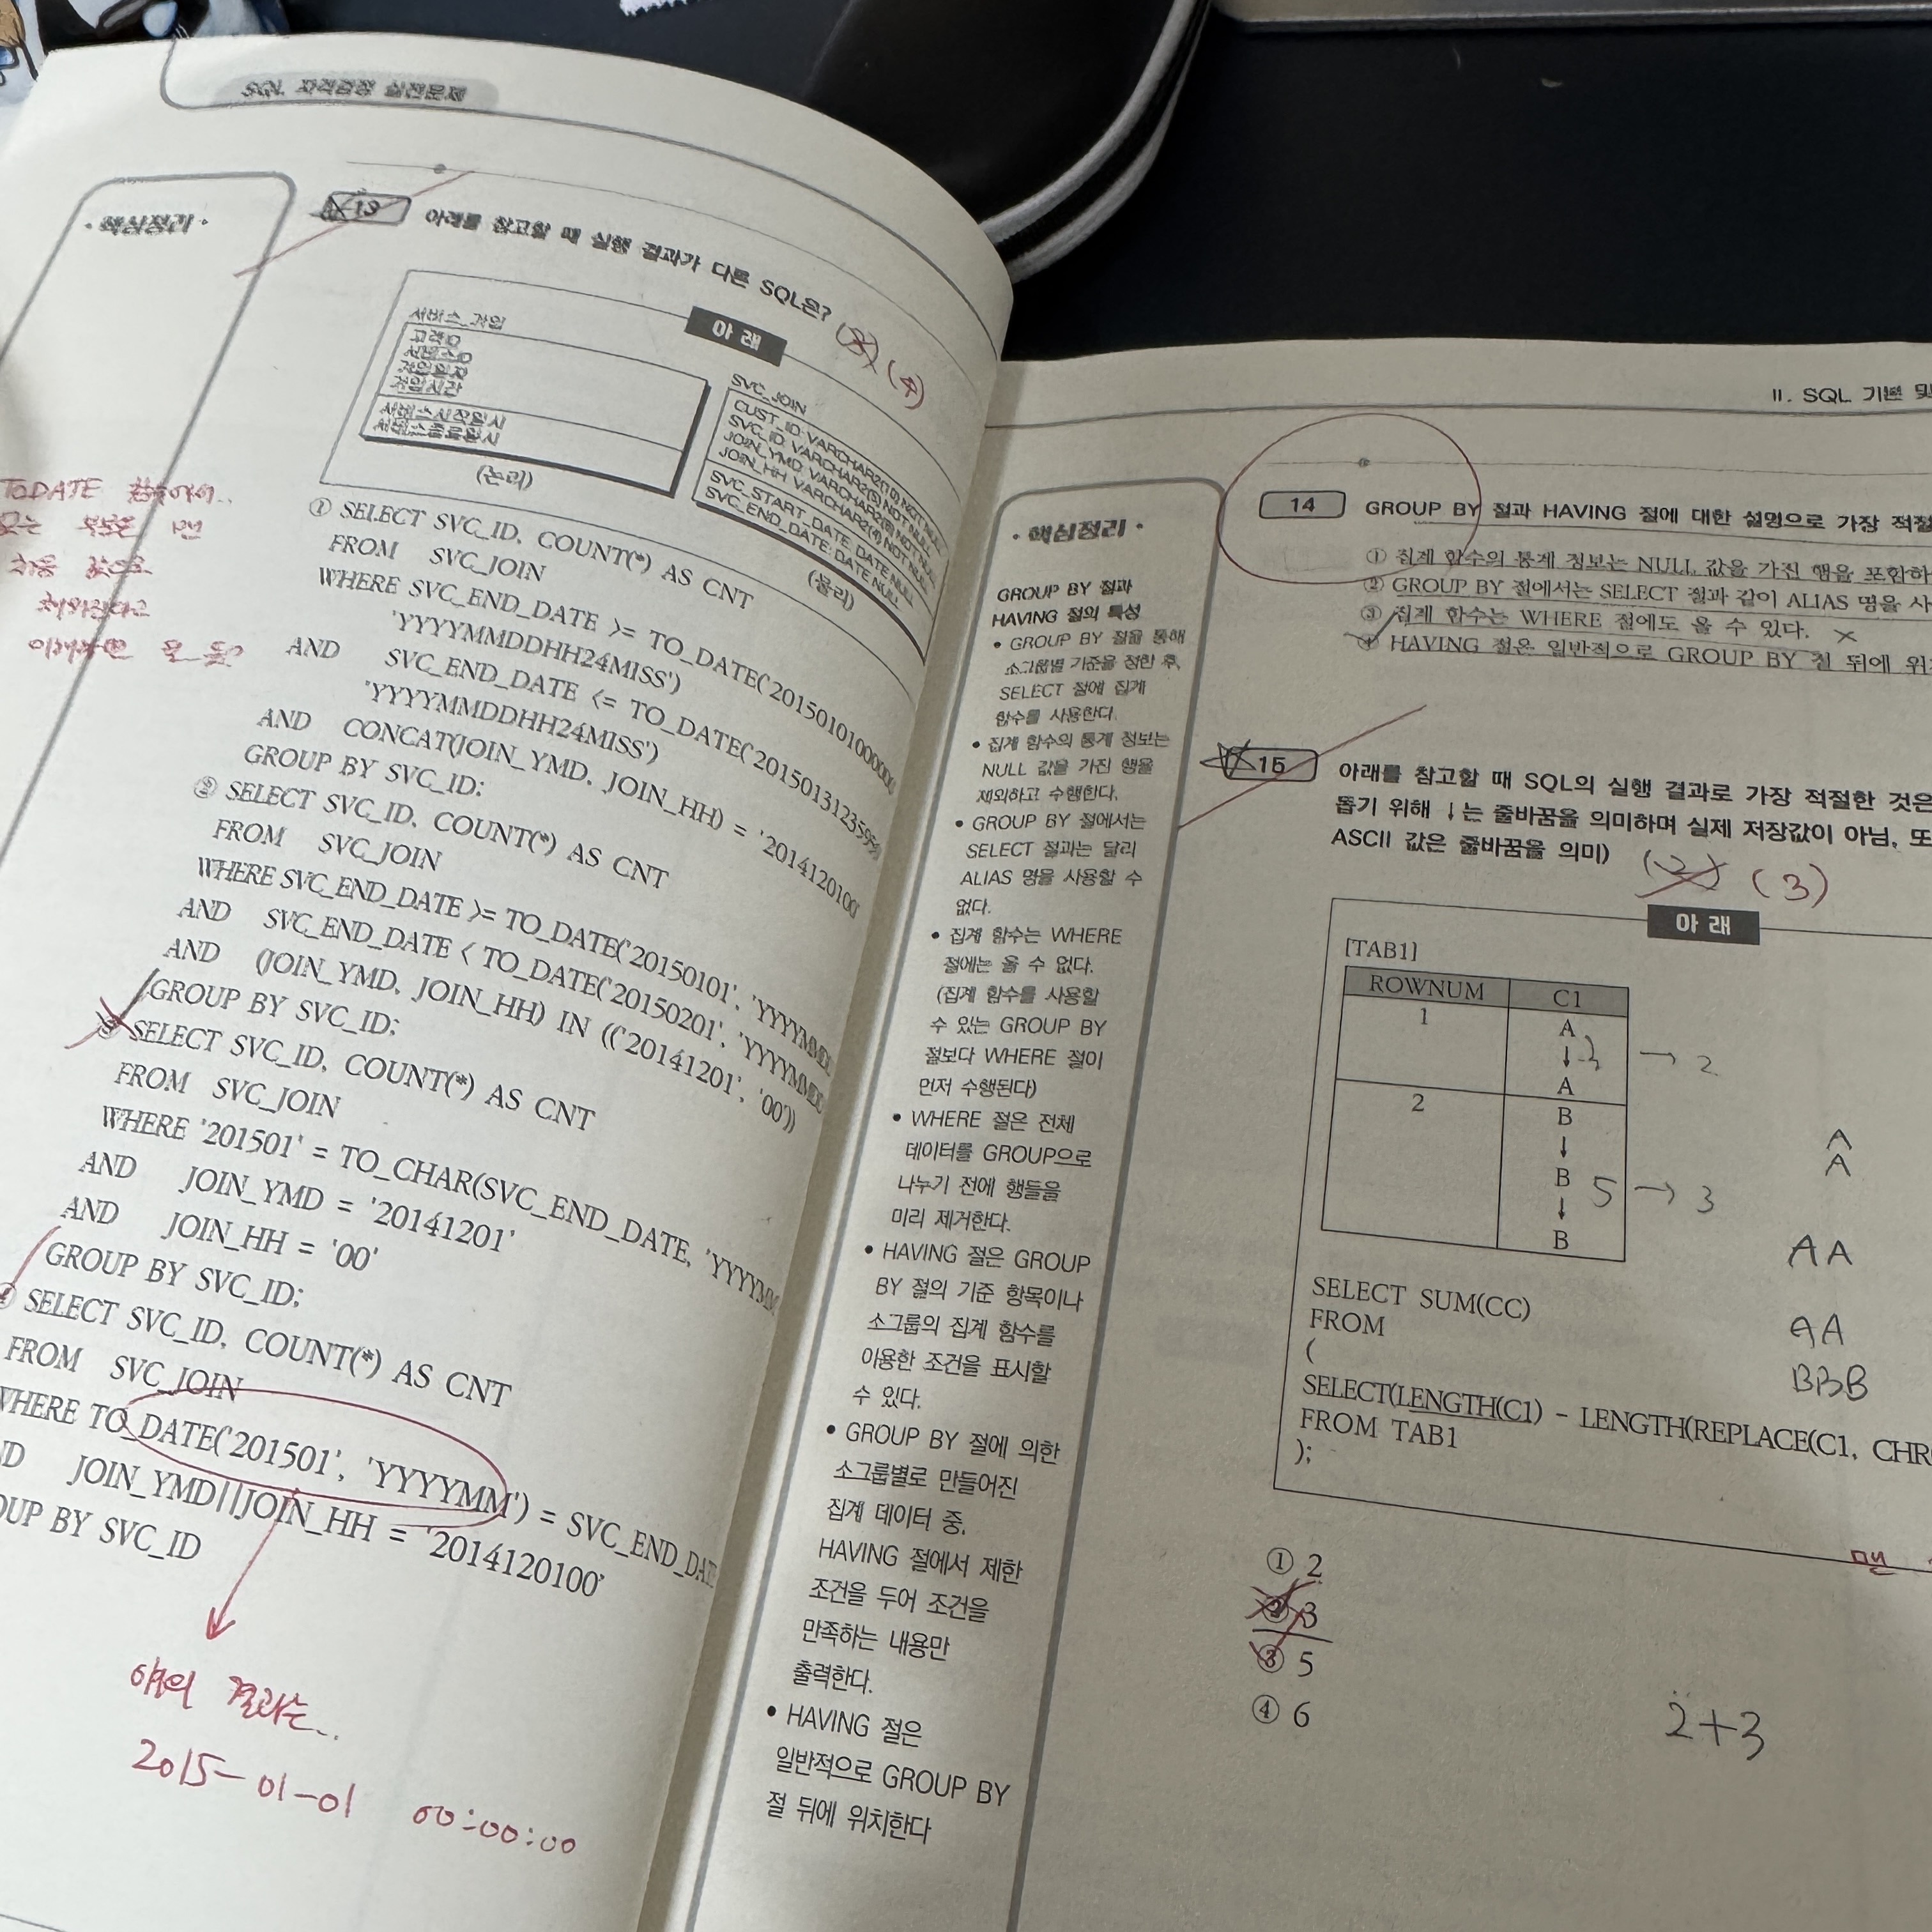 SQL 자격검정 실전문제
· 핵심정리 ·
13 아래를 참고할 때 실행 결과가 다른 SQL은? (3) (4)
아 래
서비스_가입
고객ID
서비스ID
가입일자
가입시간
서비스시작일시
서비스종료일시
(논리)
SVC_JOIN
CUST_ID: VARCHAR2(10) NOT NULL
SVC_ID: VARCHAR2(5) NOT NULL
JOIN_YMD: VARCHAR2(8) NOT NULL
JOIN_HH: VARCHAR2(4) NOT NULL
SVC_START_DATE: DATE NULL
SVC_END_DATE: DATE NULL
(물리)
① SELECT SVC_ID, COUNT(*) AS CNT
FROM SVC_JOIN
WHERE SVC_END_DATE >= TO_DATE('20150101000000
'YYYYMMDDHH24MISS')
AND SVC_END_DATE <= TO_DATE('20150131235959
'YYYYMMDDHH24MISS')
AND CONCAT(JOIN_YMD, JOIN_HH) = '2014120100'
GROUP BY SVC_ID;
② SELECT SVC_ID, COUNT(*) AS CNT
FROM SVC_JOIN
WHERE SVC_END_DATE >= TO_DATE('20150101', 'YYYYMMDD
AND SVC_END_DATE < TO_DATE('20150201', 'YYYYMMDD
AND (JOIN_YMD, JOIN_HH) IN (('20141201', '00'))
GROUP BY SVC_ID;
③ SELECT SVC_ID, COUNT(*) AS CNT
FROM SVC_JOIN
WHERE '201501' = TO_CHAR(SVC_END_DATE, 'YYYYMM
AND JOIN_YMD = '20141201'
AND JOIN_HH = '00'
GROUP BY SVC_ID;
④ SELECT SVC_ID, COUNT(*) AS CNT
FROM SVC_JOIN
WHERE TO_DATE('201501', 'YYYYMM') = SVC_END_DATE
ND JOIN_YMD||JOIN_HH = '2014120100'
OUP BY SVC_ID
TODATE
없는 부분은
이해하면 될 듯?
결과는..
2015-01-01 00:00:00
II. SQL 기본 및
· 핵심정리 ·
GROUP BY 절과
HAVING 절의 특성
• GROUP BY 절을 통해
소그룹별 기준을 정한 후,
SELECT 절에 집계
함수를 사용한다.
• 집계 함수의 통계 정보는
NULL 값을 가진 행을
제외하고 수행한다.
• GROUP BY 절에서는
SELECT 절과는 달리
ALIAS 명을 사용할 수
없다.
• 집계 함수는 WHERE
절에는 올 수 없다.
(집계 함수를 사용할
수 있는 GROUP BY
절보다 WHERE 절이
먼저 수행된다)
• WHERE 절은 전체
데이터를 GROUP으로
나누기 전에 행들을
미리 제거한다.
• HAVING 절은 GROUP
BY 절의 기준 항목이나
소그룹의 집계 함수를
이용한 조건을 표시할
수 있다.
• GROUP BY 절에 의한
소그룹별로 만들어진
집계 데이터 중,
HAVING 절에서 제한
조건을 두어 조건을
만족하는 내용만
출력한다.
• HAVING 절은
일반적으로 GROUP BY
절 뒤에 위치한다
14 GROUP BY 절과 HAVING 절에 대한 설명으로 가장 적절
① 집계 함수의 통계 정보는 NULL 값을 가진 행을 포함하
② GROUP BY 절에서는 SELECT 절과 같이 ALIAS 명을 사
③ 집계 함수는 WHERE 절에도 올 수 있다. ×
④ HAVING 절은 일반적으로 GROUP BY 절 뒤에 위
15 아래를 참고할 때 SQL의 실행 결과로 가장 적절한 것은
돕기 위해 ↓는 줄바꿈을 의미하며 실제 저장값이 아님, 또
ASCII 값은 줄바꿈을 의미) (2) (3)
아 래
[TAB1]
ROWNUM C1
1 A
↓ 3 → 2
A
2 B
↓
B 5 → 3
↓
B
A
A
AA
AA
BBB
SELECT SUM(CC)
FROM
(
SELECT(LENGTH(C1) - LENGTH(REPLACE(C1, CHR
FROM TAB1
);
맨
① 2
② 3
③ 5
④ 6
2+3